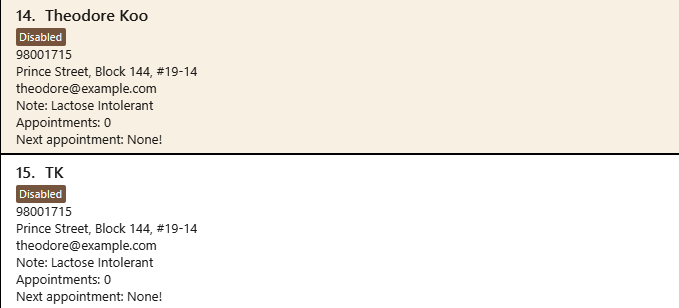 14. Theodore Koo
Disabled
98001715
Prince Street, Block 144, #19-14
theodore@example.com
Note: Lactose Intolerant
Appointments: 0
Next appointment: None!
15. TK
Disabled
98001715
Prince Street, Block 144, #19-14
theodore@example.com
Note: Lactose Intolerant
Appointments: 0
Next appointment: None!